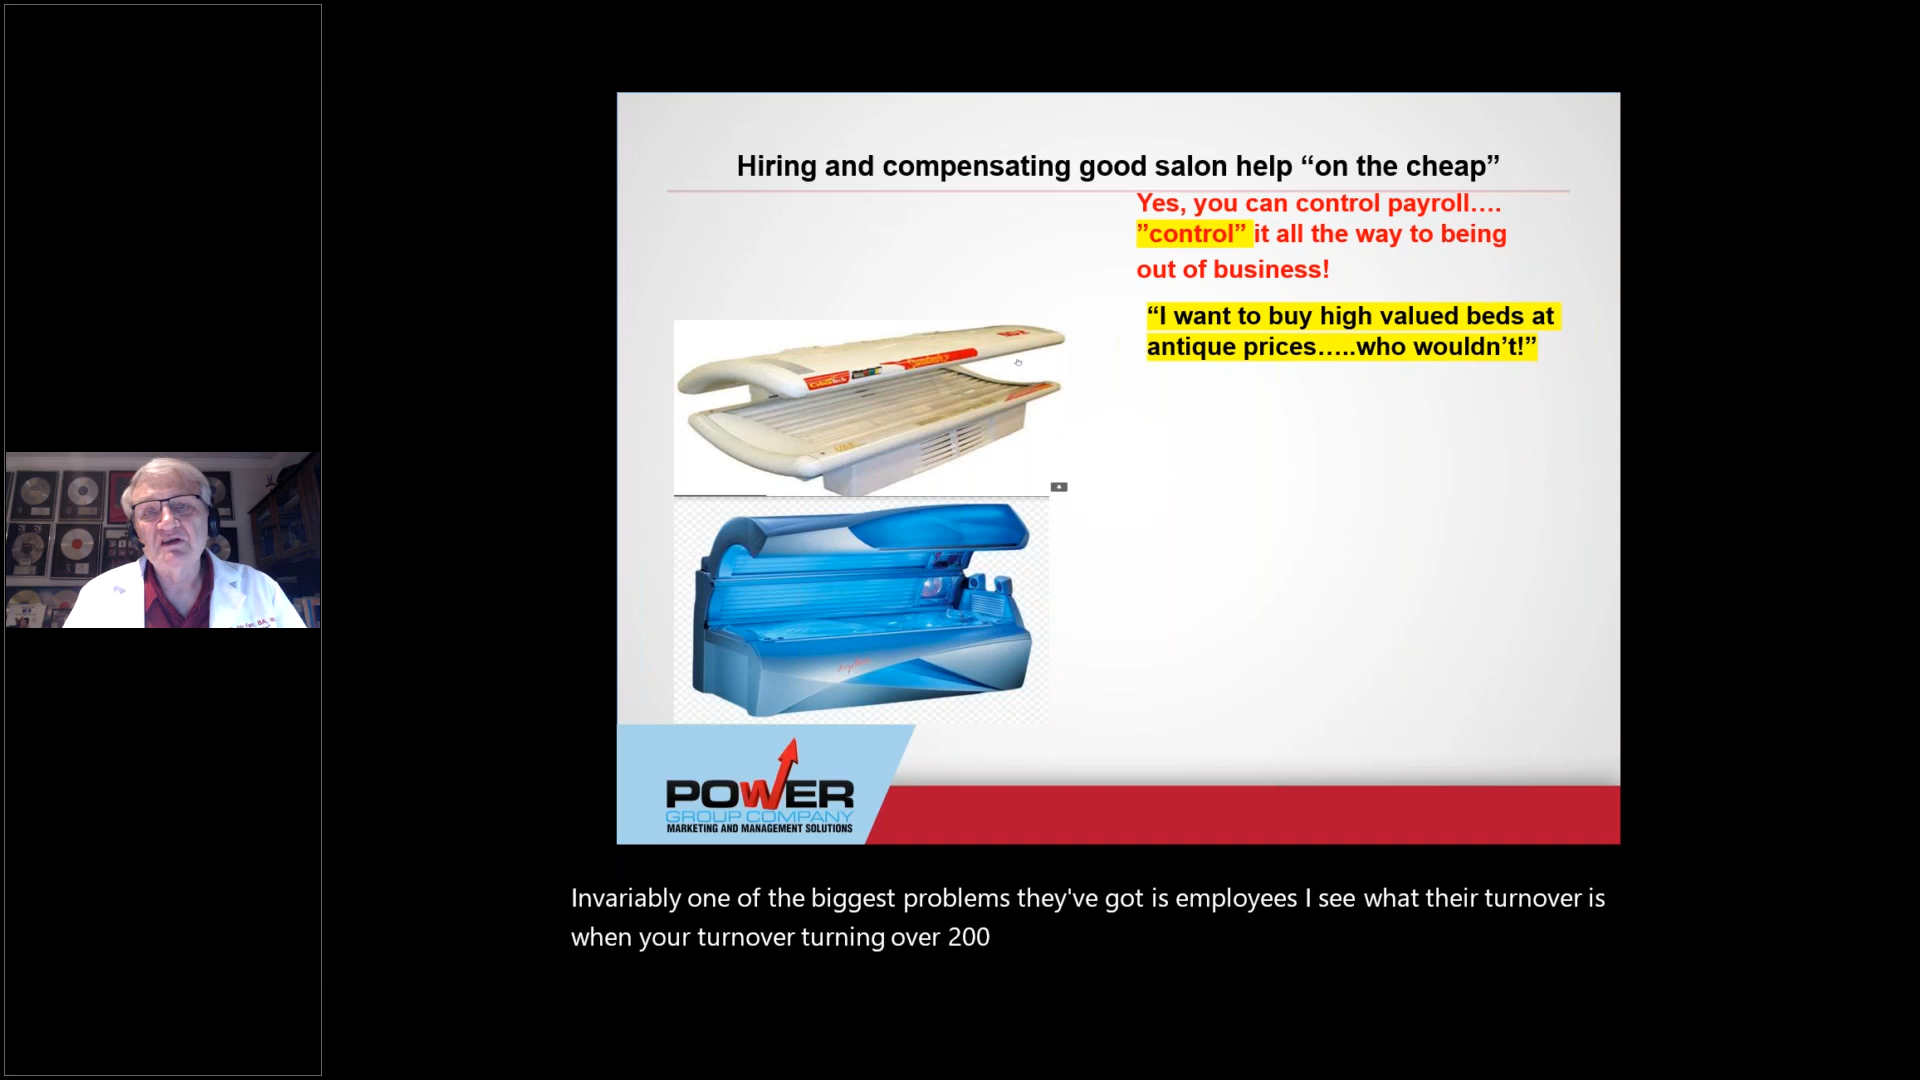 Hiring and compensating good salon help “on the cheap”
Yes, you can control payroll….
”control” it all the way to being
out of business!
“I want to buy high valued beds at
antique prices…..who wouldn’t!”
POWER
GROUP COMPANY
MARKETING AND MANAGEMENT SOLUTIONS
Invariably one of the biggest problems they've got is employees I see what their turnover is
when your turnover turning over 200